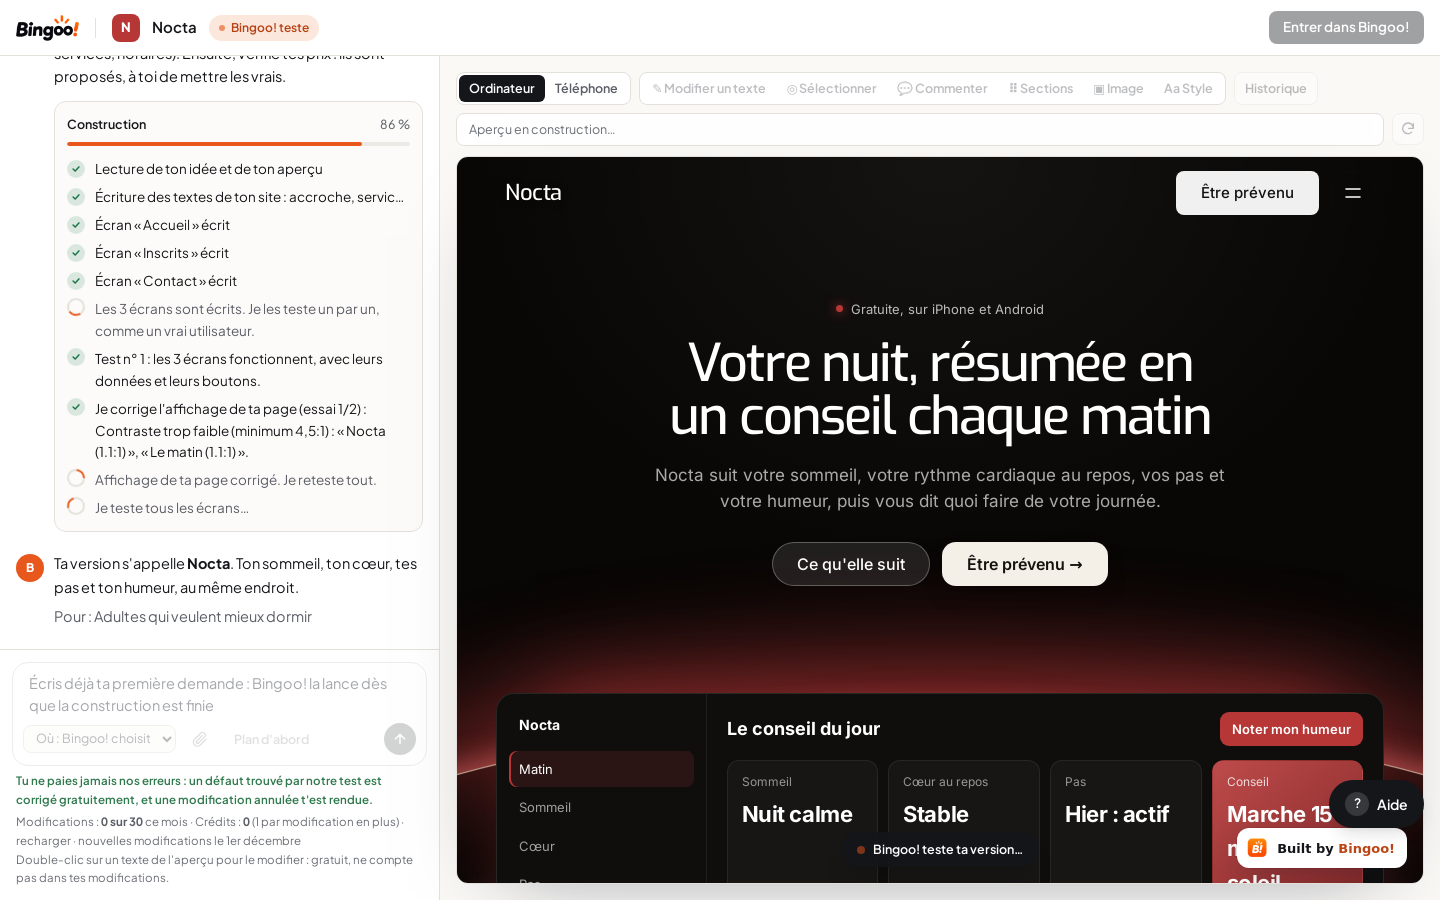 Bingoo!
N
Nocta
Bingoo! teste
Entrer dans Bingoo!
services, horaires). Ensuite, vérifie tes prix : ils sont
proposés, à toi de mettre les vrais.
Construction
86 %
Lecture de ton idée et de ton aperçu
Écriture des textes de ton site : accroche, servic…
Écran « Accueil » écrit
Écran « Inscrits » écrit
Écran « Contact » écrit
Les 3 écrans sont écrits. Je les teste un par un,
comme un vrai utilisateur.
Test n° 1 : les 3 écrans fonctionnent, avec leurs
données et leurs boutons.
Je corrige l'affichage de ta page (essai 1/2) :
Contraste trop faible (minimum 4,5:1) : « Nocta
(1.1:1) », « Le matin (1.1:1) ».
Affichage de ta page corrigé. Je reteste tout.
Je teste tous les écrans…
B
Ta version s'appelle Nocta. Ton sommeil, ton cœur, tes
pas et ton humeur, au même endroit.
Pour : Adultes qui veulent mieux dormir
Écris déjà ta première demande : Bingoo! la lance dès
que la construction est finie
Où : Bingoo! choisit
Plan d'abord
Tu ne paies jamais nos erreurs : un défaut trouvé par notre test est
corrigé gratuitement, et une modification annulée t'est rendue.
Modifications : 0 sur 30 ce mois · Crédits : 0 (1 par modification en plus) ·
recharger · nouvelles modifications le 1er décembre
Double-clic sur un texte de l'aperçu pour le modifier : gratuit, ne compte
pas dans tes modifications.
Ordinateur
Téléphone
Modifier un texte
Sélectionner
Commenter
Sections
Image
Aa Style
Historique
Aperçu en construction…
Nocta
Être prévenu
Gratuite, sur iPhone et Android
Votre nuit, résumée en
un conseil chaque matin
Nocta suit votre sommeil, votre rythme cardiaque au repos, vos pas et
votre humeur, puis vous dit quoi faire de votre journée.
Ce qu'elle suit
Être prévenu →
Nocta
Matin
Sommeil
Cœur
Le conseil du jour
Noter mon humeur
Sommeil
Nuit calme
Cœur au repos
Stable
Pas
Hier : actif
Conseil
Marche 15
soleil
Bingoo! teste ta version…
? Aide
B! Built by Bingoo!